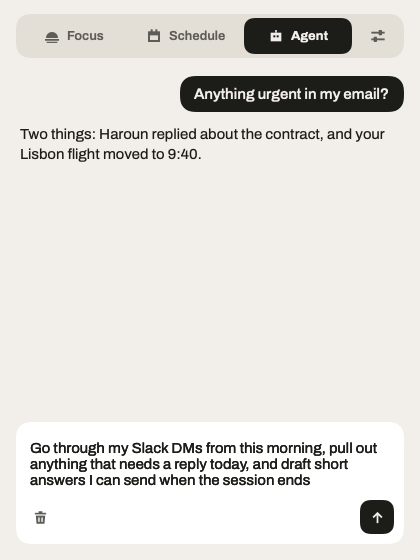 Focus
Schedule
Agent
Anything urgent in my email?
Two things: Haroun replied about the contract, and your
Lisbon flight moved to 9:40.
Go through my Slack DMs from this morning, pull out
anything that needs a reply today, and draft short
answers I can send when the session ends